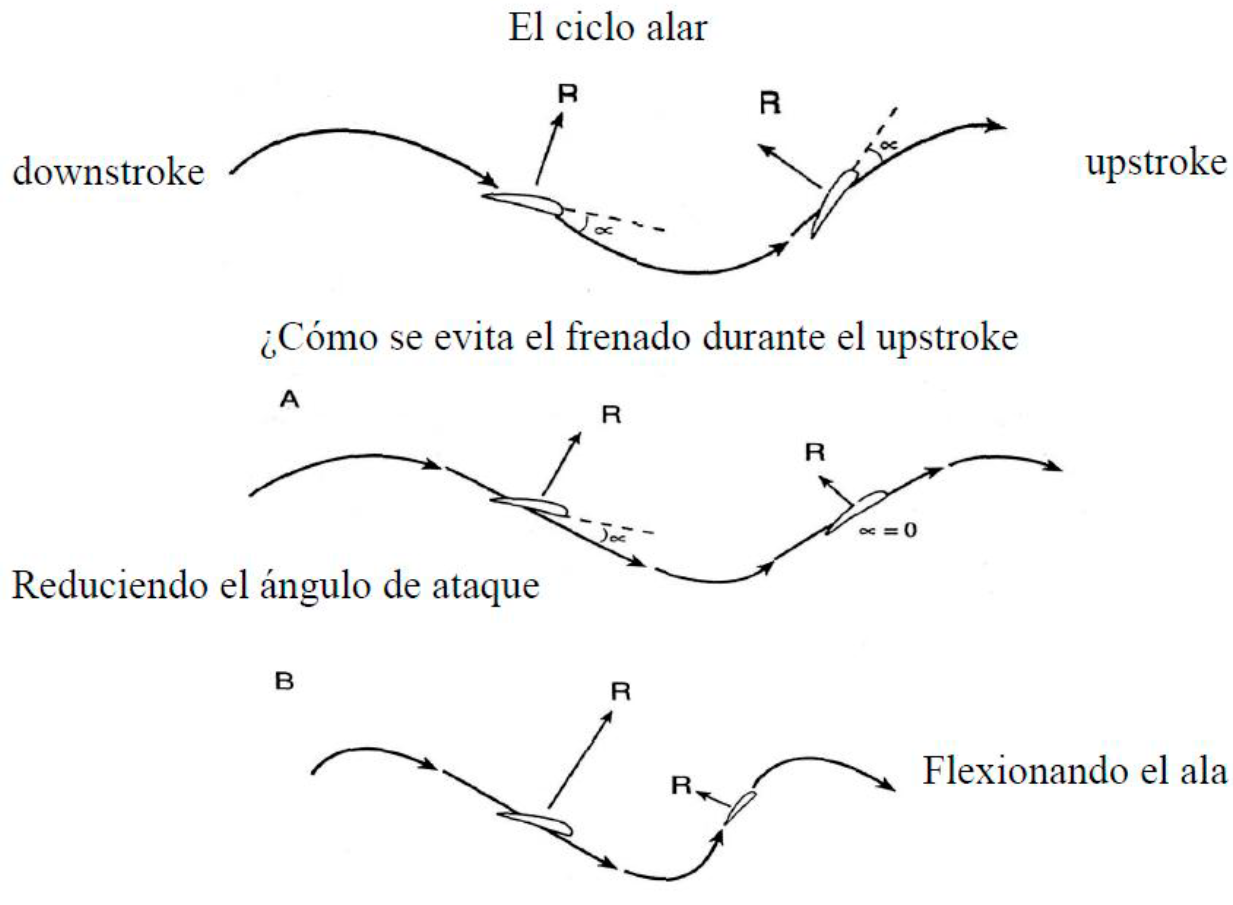 El ciclo alar
R
R
∝
downstroke
upstroke
∝
¿Cómo se evita el frenado durante el upstroke
A
R
R
∝
∝ = 0
Reduciendo el ángulo de ataque
B
R
R
Flexionando el ala